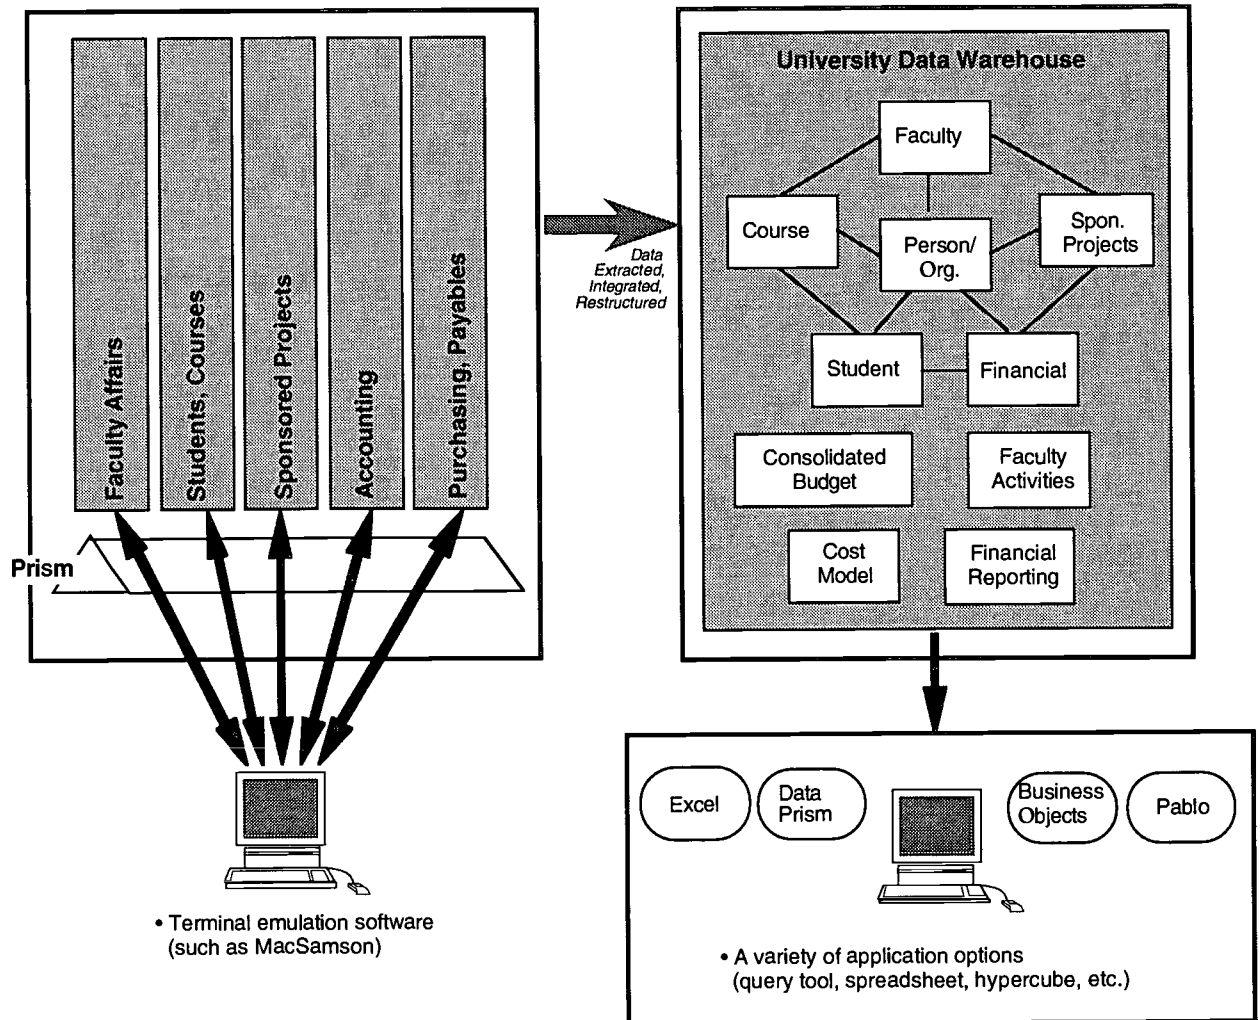 Faculty Affairs
Students, Courses
Sponsored Projects
Accounting
Purchasing, Payables
Prism
• Terminal emulation software
(such as MacSamson)
Data
Extracted,
Integrated,
Restructured
University Data Warehouse
Faculty
Course
Person/
Org.
Spon.
Projects
Student
Financial
Consolidated
Budget
Faculty
Activities
Cost
Model
Financial
Reporting
Excel
Data
Prism
Business
Objects
Pablo
• A variety of application options
(query tool, spreadsheet, hypercube, etc.)